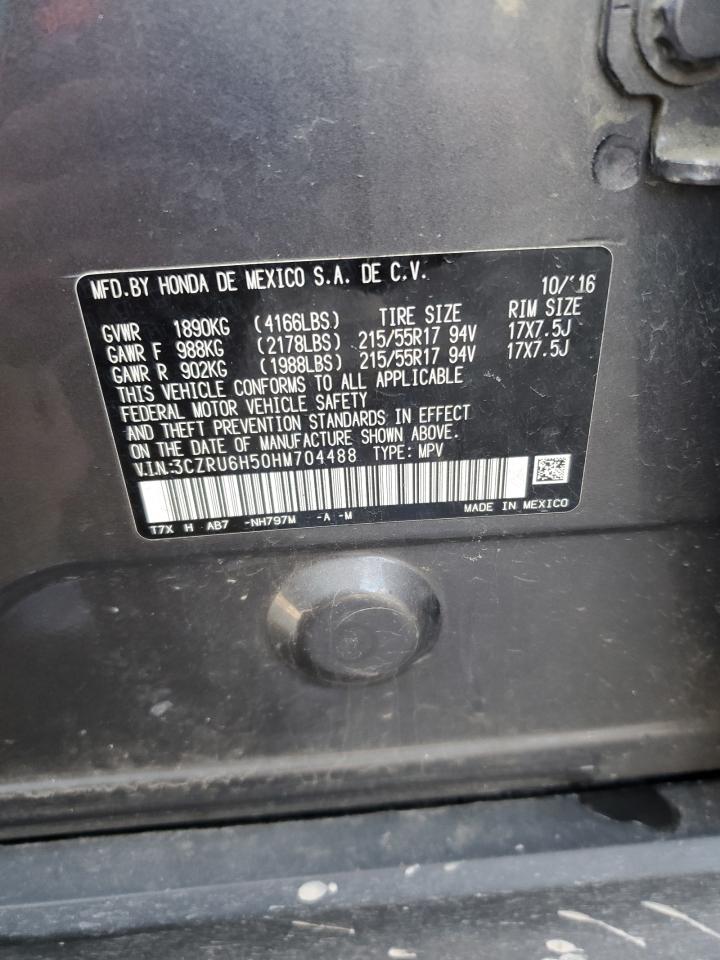 MFD.BY HONDA DE MEXICO S.A. DE C.V. 10/'16
TIRE SIZE RIM SIZE
GVWR 1890KG (4166LBS)
GAWR F 988KG (2178LBS) 215/55R17 94V 17X7.5J
GAWR R 902KG (1988LBS) 215/55R17 94V 17X7.5J
THIS VEHICLE CONFORMS TO ALL APPLICABLE
FEDERAL MOTOR VEHICLE SAFETY
AND THEFT PREVENTION STANDARDS IN EFFECT
ON THE DATE OF MANUFACTURE SHOWN ABOVE.
V.I.N:3CZRU6H50HM704488 TYPE: MPV
T7X H AB7 -NH797M -A -M MADE IN MEXICO